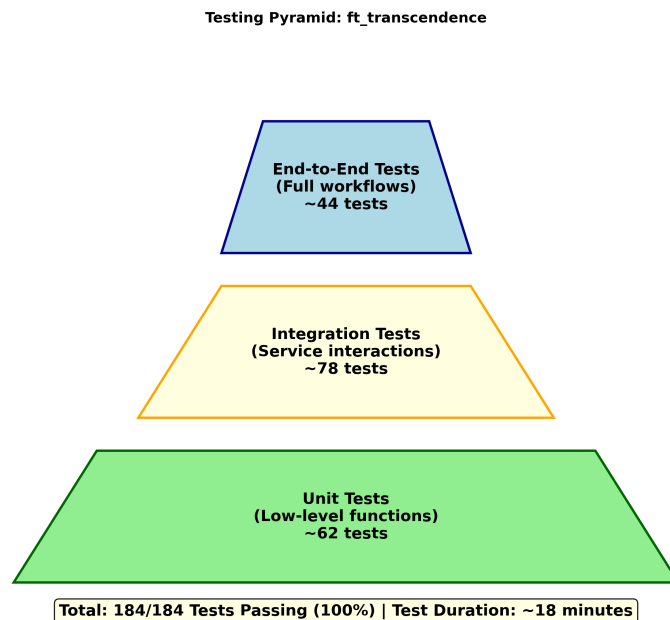 Testing Pyramid: ft_transcendence
End-to-End Tests
(Full workflows)
~44 tests
Integration Tests
(Service interactions)
~78 tests
Unit Tests
(Low-level functions)
~62 tests
Total: 184/184 Tests Passing (100%) | Test Duration: ~18 minutes